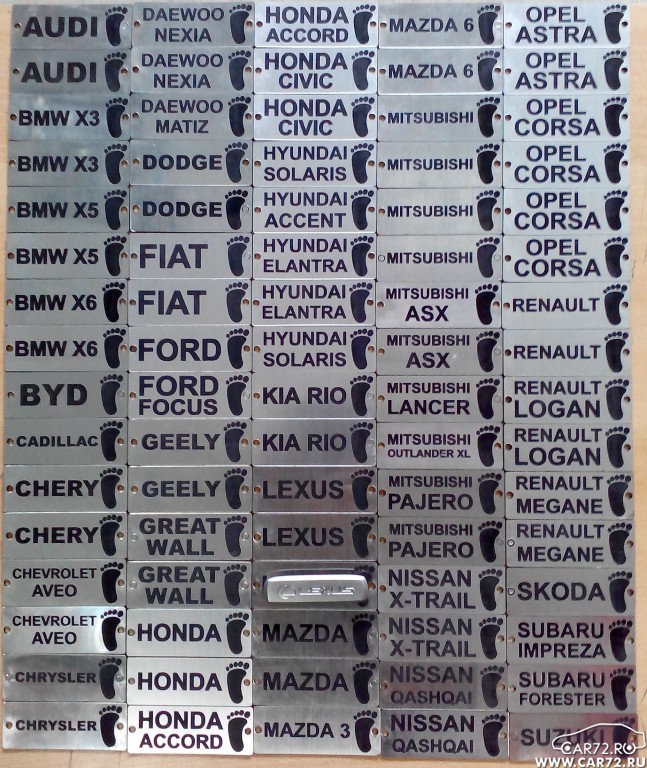 AUDI
AUDI
BMW X3
BMW X3
BMW X5
BMW X5
BMW X6
BMW X6
BYD
CADILLAC
CHERY
CHERY
CHEVROLET
AVEO
CHEVROLET
AVEO
CHRYSLER
CHRYSLER
DAEWOO
NEXIA
DAEWOO
NEXIA
DAEWOO
MATIZ
DODGE
DODGE
FIAT
FIAT
FORD
FORD
FOCUS
GEELY
GEELY
GREAT
WALL
GREAT
WALL
HONDA
HONDA
HONDA
ACCORD
HONDA
ACCORD
HONDA
CIVIC
HONDA
CIVIC
HYUNDAI
SOLARIS
HYUNDAI
ACCENT
HYUNDAI
ELANTRA
HYUNDAI
ELANTRA
HYUNDAI
SOLARIS
KIA RIO
KIA RIO
LEXUS
LEXUS
LEXUS
MAZDA
MAZDA
MAZDA 3
MAZDA 6
MAZDA 6
MITSUBISHI
MITSUBISHI
MITSUBISHI
MITSUBISHI
MITSUBISHI
ASX
MITSUBISHI
ASX
MITSUBISHI
LANCER
MITSUBISHI
OUTLANDER XL
MITSUBISHI
PAJERO
MITSUBISHI
PAJERO
NISSAN
X-TRAIL
NISSAN
X-TRAIL
NISSAN
QASHQAI
NISSAN
QASHQAI
OPEL
ASTRA
OPEL
ASTRA
OPEL
CORSA
OPEL
CORSA
OPEL
CORSA
OPEL
CORSA
RENAULT
RENAULT
RENAULT
LOGAN
RENAULT
LOGAN
RENAULT
MEGANE
RENAULT
MEGANE
SKODA
SUBARU
IMPREZA
SUBARU
FORESTER
SUZUKI
CAR72.RU
WWW.CAR72.RU